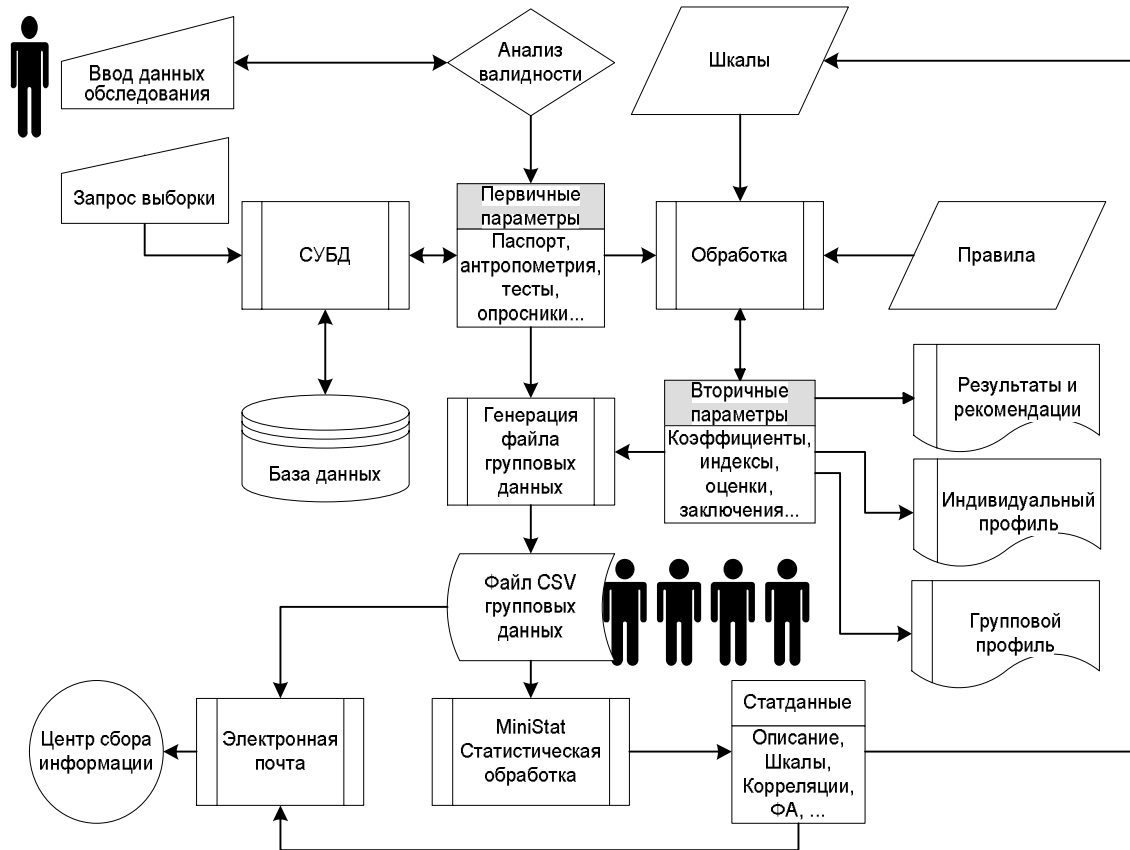 Ввод данных
обследования
Анализ
валидности
Шкалы
Запрос выборки
СУБД
Первичные
параметры
Паспорт,
антропометрия,
тесты,
опросники...
Обработка
Правила
База данных
Генерация
файла
групповых
данных
Вторичные
параметры
Коэффициенты,
индексы,
оценки,
заключения...
Результаты и
рекомендации
Индивидуальный
профиль
Групповой
профиль
Файл CSV
групповых
данных
Центр сбора
информации
Электронная
почта
MiniStat
Статистическая
обработка
Статданные
Описание,
Шкалы,
Корреляции,
ФА, ...